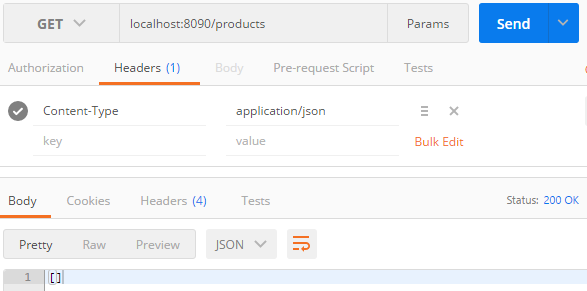 GET localhost:8090/products Params Send
Authorization Headers (1) Body Pre-request Script Tests
Content-Type application/json
key value Bulk Edit
Body Cookies Headers (4) Tests Status: 200 OK
Pretty Raw Preview JSON
1 []